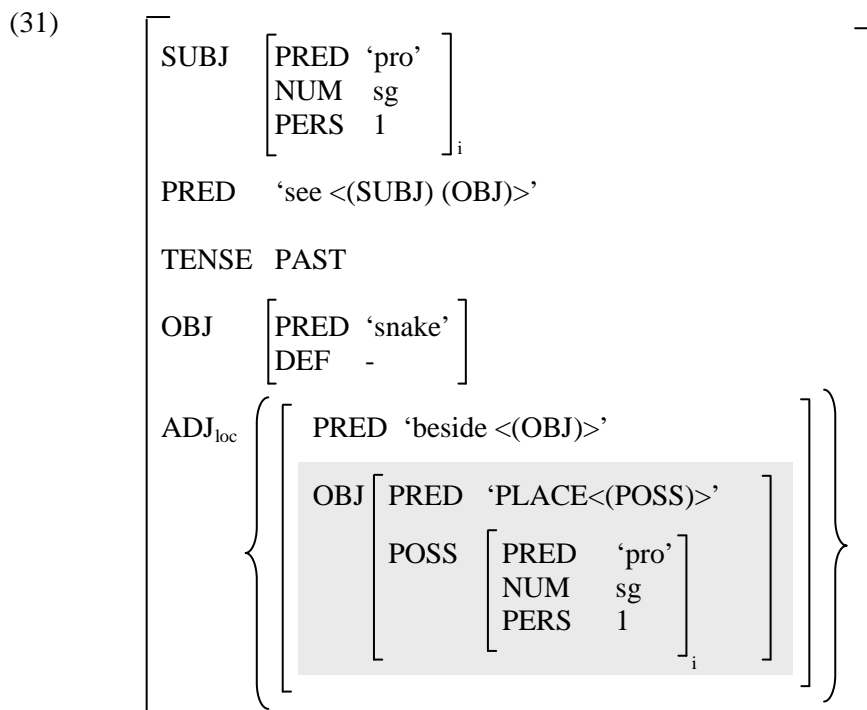 (31)
SUBJ PRED ‘pro’
NUM sg
PERS 1
i
PRED ‘see <(SUBJ) (OBJ)>’
TENSE PAST
OBJ PRED ‘snake’
DEF -
ADJloc PRED ‘beside <(OBJ)>’
OBJ PRED ‘PLACE<(POSS)>’
POSS PRED ‘pro’
NUM sg
PERS 1
i